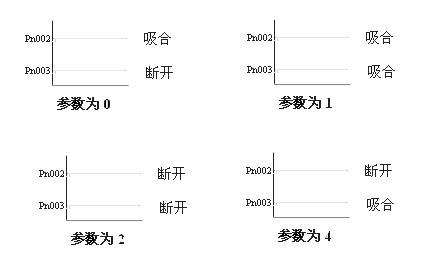 Pn002 吸合
Pn003 断开
参数为0
Pn002 吸合
Pn003 吸合
参数为1
Pn002 断开
Pn003 断开
参数为2
Pn002 断开
Pn003 吸合
参数为4